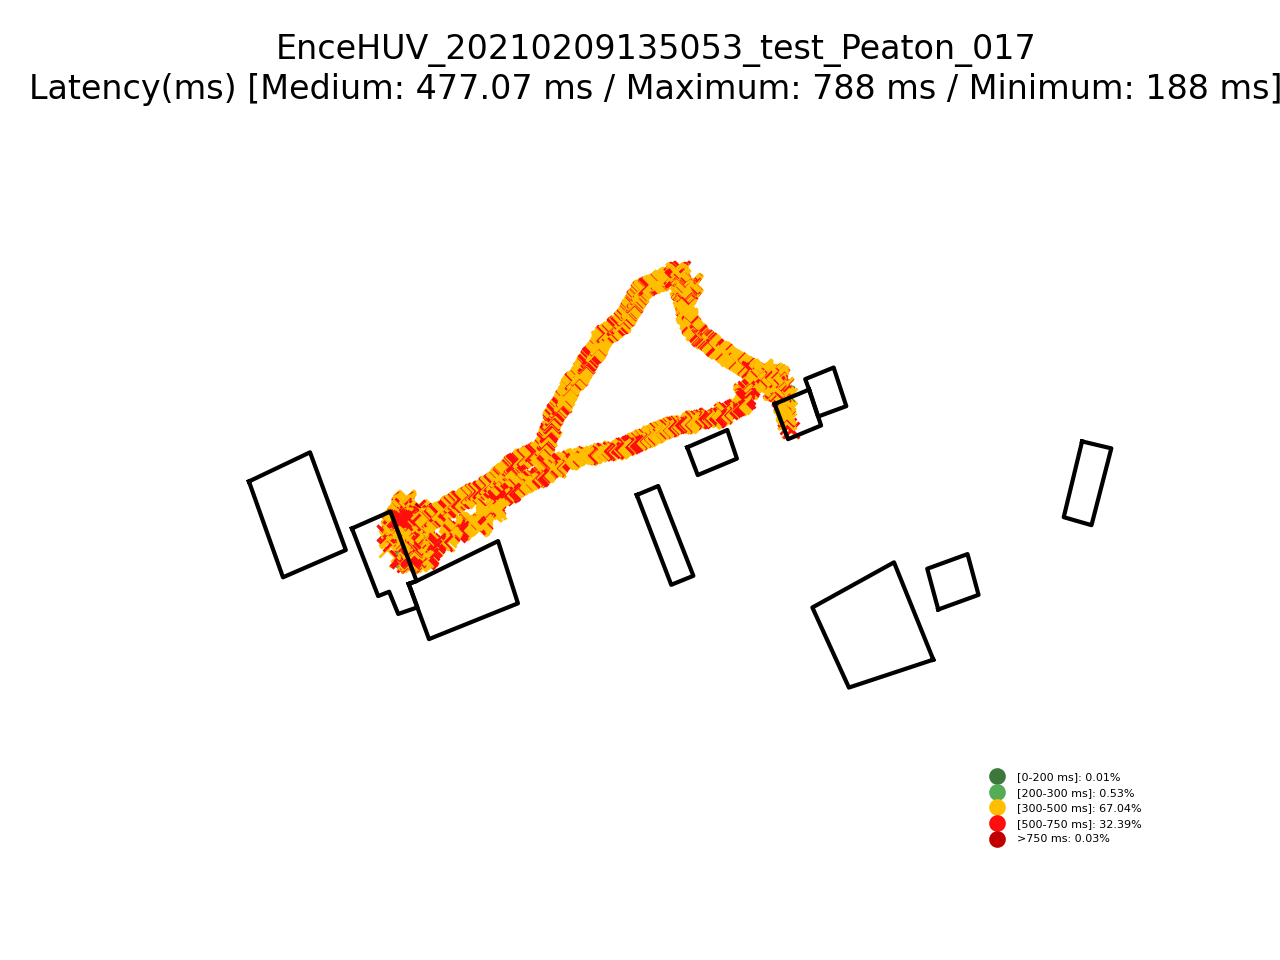 EnceHUV_20210209135053_test_Peaton_017
Latency(ms) [Medium: 477.07 ms / Maximum: 788 ms / Minimum: 188 ms]
[0-200 ms]: 0.01%
[200-300 ms]: 0.53%
[300-500 ms]: 67.04%
[500-750 ms]: 32.39%
>750 ms: 0.03%